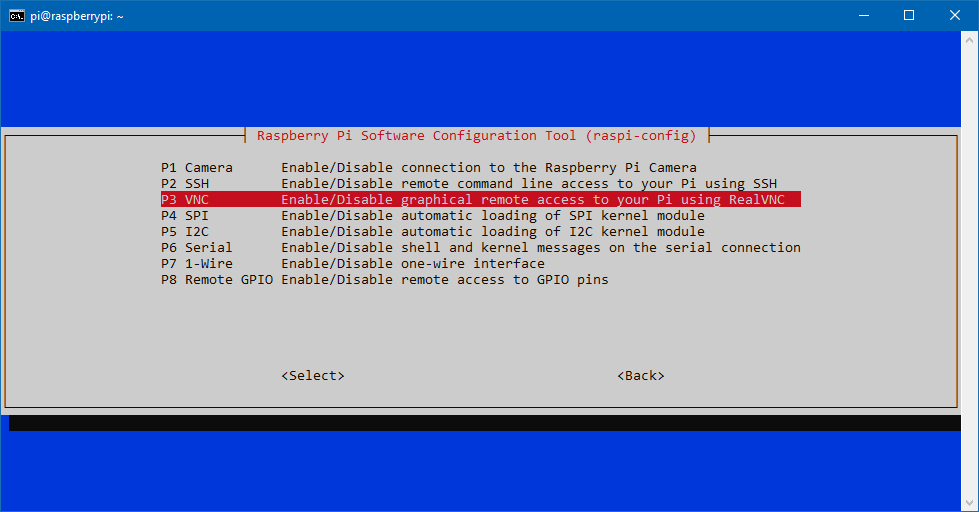 pi@raspberrypi: ~
Raspberry Pi Software Configuration Tool (raspi-config)
P1 Camera Enable/Disable connection to the Raspberry Pi Camera
P2 SSH Enable/Disable remote command line access to your Pi using SSH
P3 VNC Enable/Disable graphical remote access to your Pi using RealVNC
P4 SPI Enable/Disable automatic loading of SPI kernel module
P5 I2C Enable/Disable automatic loading of I2C kernel module
P6 Serial Enable/Disable shell and kernel messages on the serial connection
P7 1-Wire Enable/Disable one-wire interface
P8 Remote GPIO Enable/Disable remote access to GPIO pins
<Select> <Back>